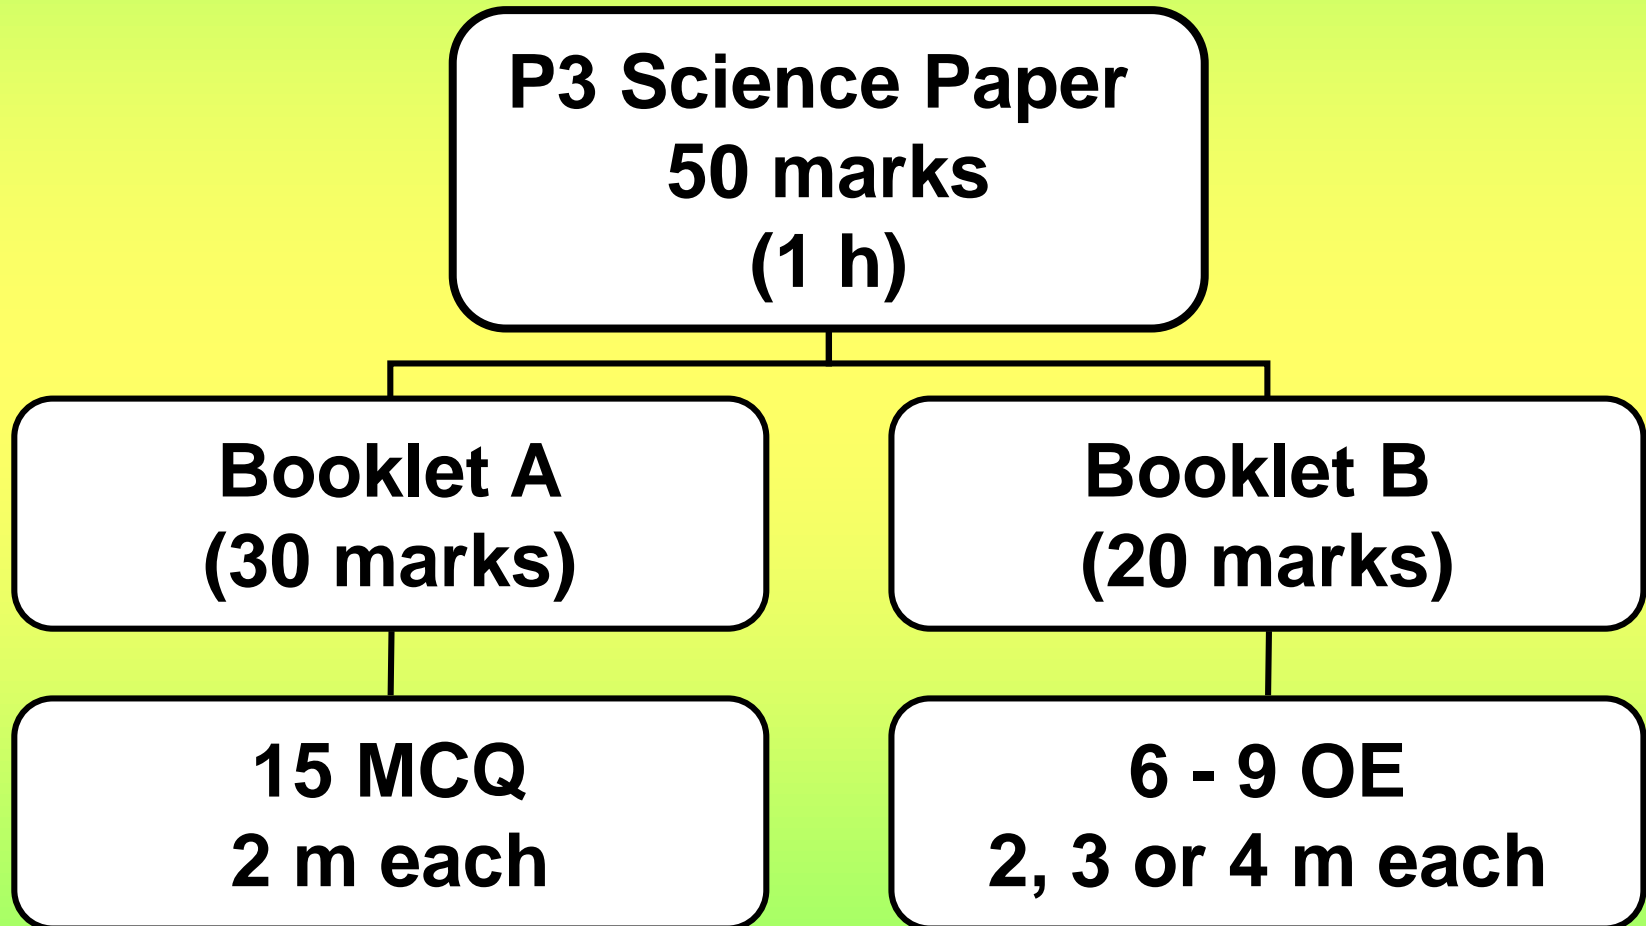 P3 Science Paper
50 marks
(1 h)
Booklet A
(30 marks)
Booklet B
(20 marks)
15 MCQ
2 m each
6 - 9 OE
2, 3 or 4 m each